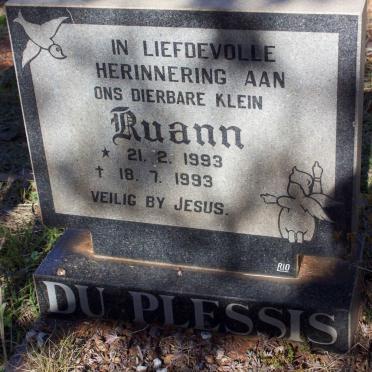 IN LIEFDEVOLLE
HERINNERING AAN
ONS DIERBARE KLEIN
Ruann
* 21. 2. 1993
† 18. 7. 1993
VEILIG BY JESUS.
RIO
DU PLESSIS